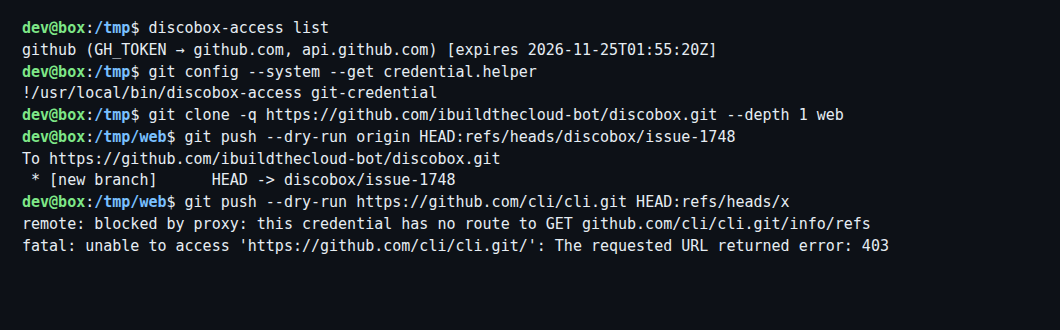 dev@box:/tmp$ discobox-access list
github (GH_TOKEN → github.com, api.github.com) [expires 2026-11-25T01:55:20Z]
dev@box:/tmp$ git config --system --get credential.helper
!/usr/local/bin/discobox-access git-credential
dev@box:/tmp$ git clone -q https://github.com/ibuildthecloud-bot/discobox.git --depth 1 web
dev@box:/tmp/web$ git push --dry-run origin HEAD:refs/heads/discobox/issue-1748
To https://github.com/ibuildthecloud-bot/discobox.git
 * [new branch]      HEAD -> discobox/issue-1748
dev@box:/tmp/web$ git push --dry-run https://github.com/cli/cli.git HEAD:refs/heads/x
remote: blocked by proxy: this credential has no route to GET github.com/cli/cli.git/info/refs
fatal: unable to access 'https://github.com/cli/cli.git/': The requested URL returned error: 403